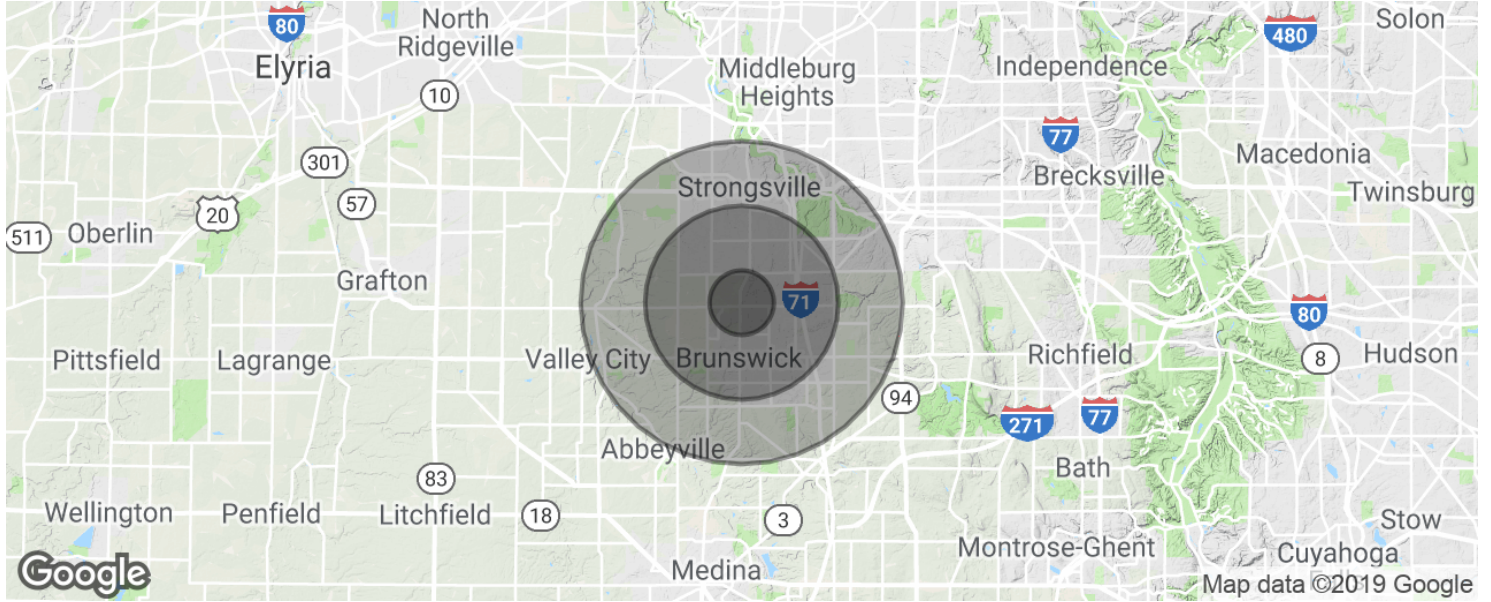 80
Elyria
North
Ridgeville
10
Middleburg
Heights
Independence
480
Solon
77
Macedonia
Brecksville
Twinsburg
301
57
20
511
Oberlin
Grafton
Strongsville
71
80
Pittsfield
Lagrange
Valley City
Brunswick
Richfield
8
Hudson
94
271
77
Abbeyville
Bath
83
Wellington
Penfield
Litchfield
18
3
Stow
Montrose-Ghent
Cuyahoga
Medina
Google
Map data ©2019 Google